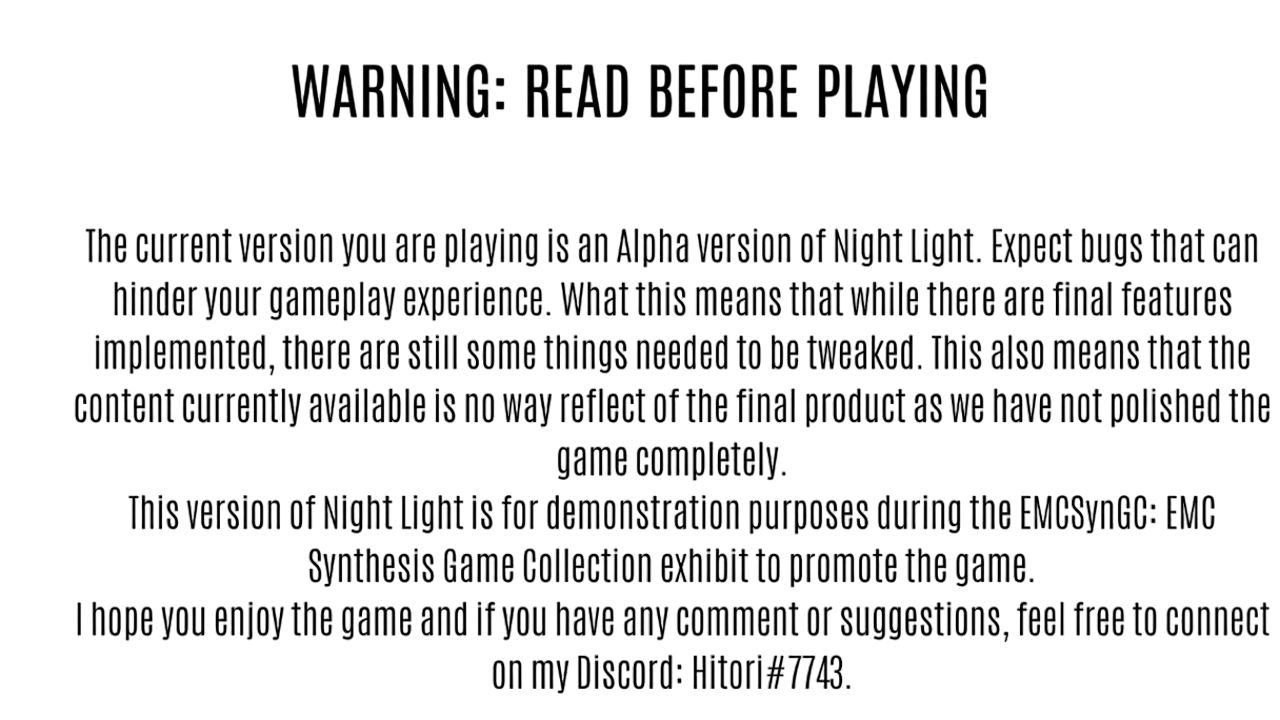 WARNING: READ BEFORE PLAYING
The current version you are playing is an Alpha version of Night Light. Expect bugs that can
hinder your gameplay experience. What this means that while there are final features
implemented, there are still some things needed to be tweaked. This also means that the
content currently available is no way reflect of the final product as we have not polished the
game completely.
This version of Night Light is for demonstration purposes during the EMCSynGC: EMC
Synthesis Game Collection exhibit to promote the game.
I hope you enjoy the game and if you have any comment or suggestions, feel free to connect
on my Discord: Hitori#7743.